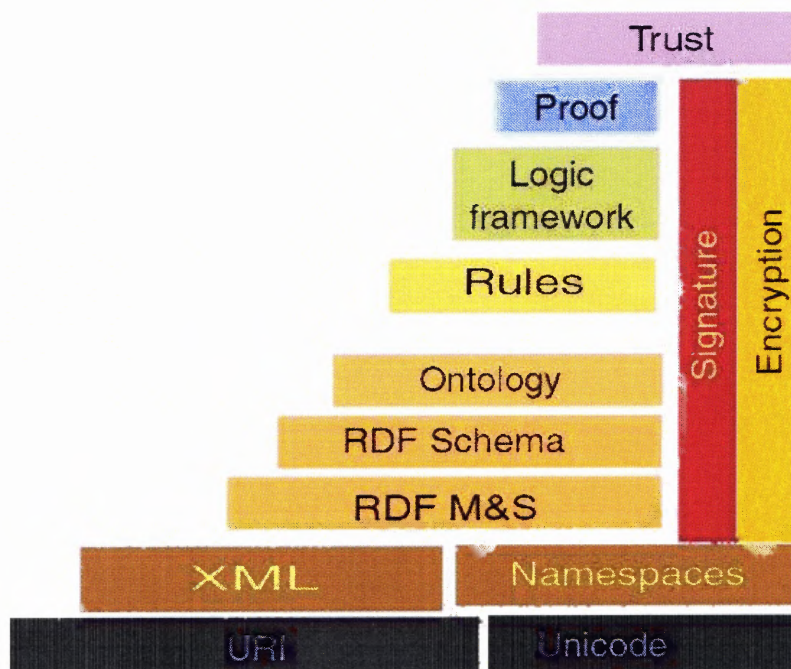 Trust
Proof
Logic
framework
Rules
Ontology
RDF Schema
RDF M&S
Signature
Encryption
XML
Namespaces
URI
Unicode